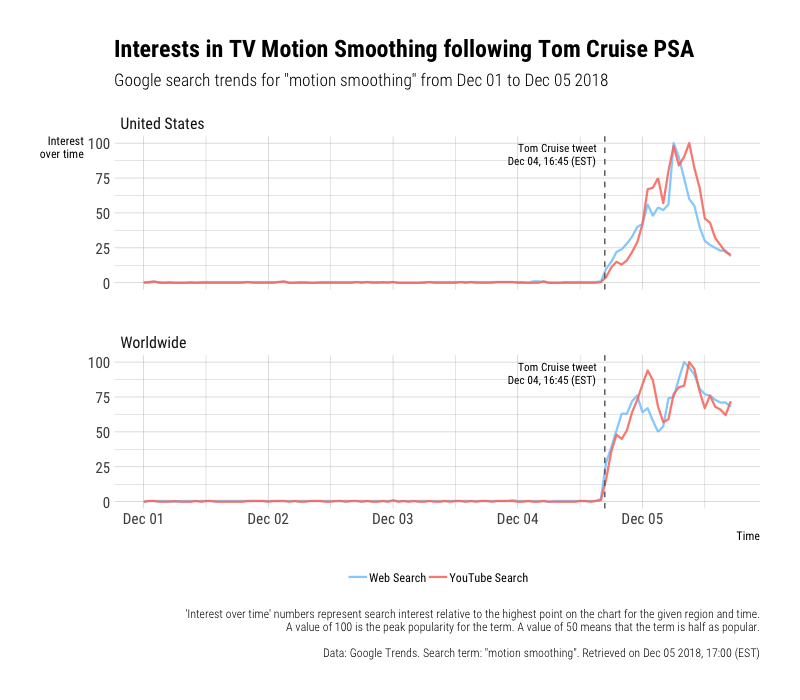 Interests in TV Motion Smoothing following Tom Cruise PSA
Google search trends for "motion smoothing" from Dec 01 to Dec 05 2018
United States
Interest
over time
100
75
50
25
0
Tom Cruise tweet
Dec 04, 16:45 (EST)
Worldwide
100
75
50
25
0
Tom Cruise tweet
Dec 04, 16:45 (EST)
Dec 01 Dec 02 Dec 03 Dec 04 Dec 05
Time
Web Search YouTube Search
'Interest over time' numbers represent search interest relative to the highest point on the chart for the given region and time.
A value of 100 is the peak popularity for the term. A value of 50 means that the term is half as popular.
Data: Google Trends. Search term: "motion smoothing". Retrieved on Dec 05 2018, 17:00 (EST)